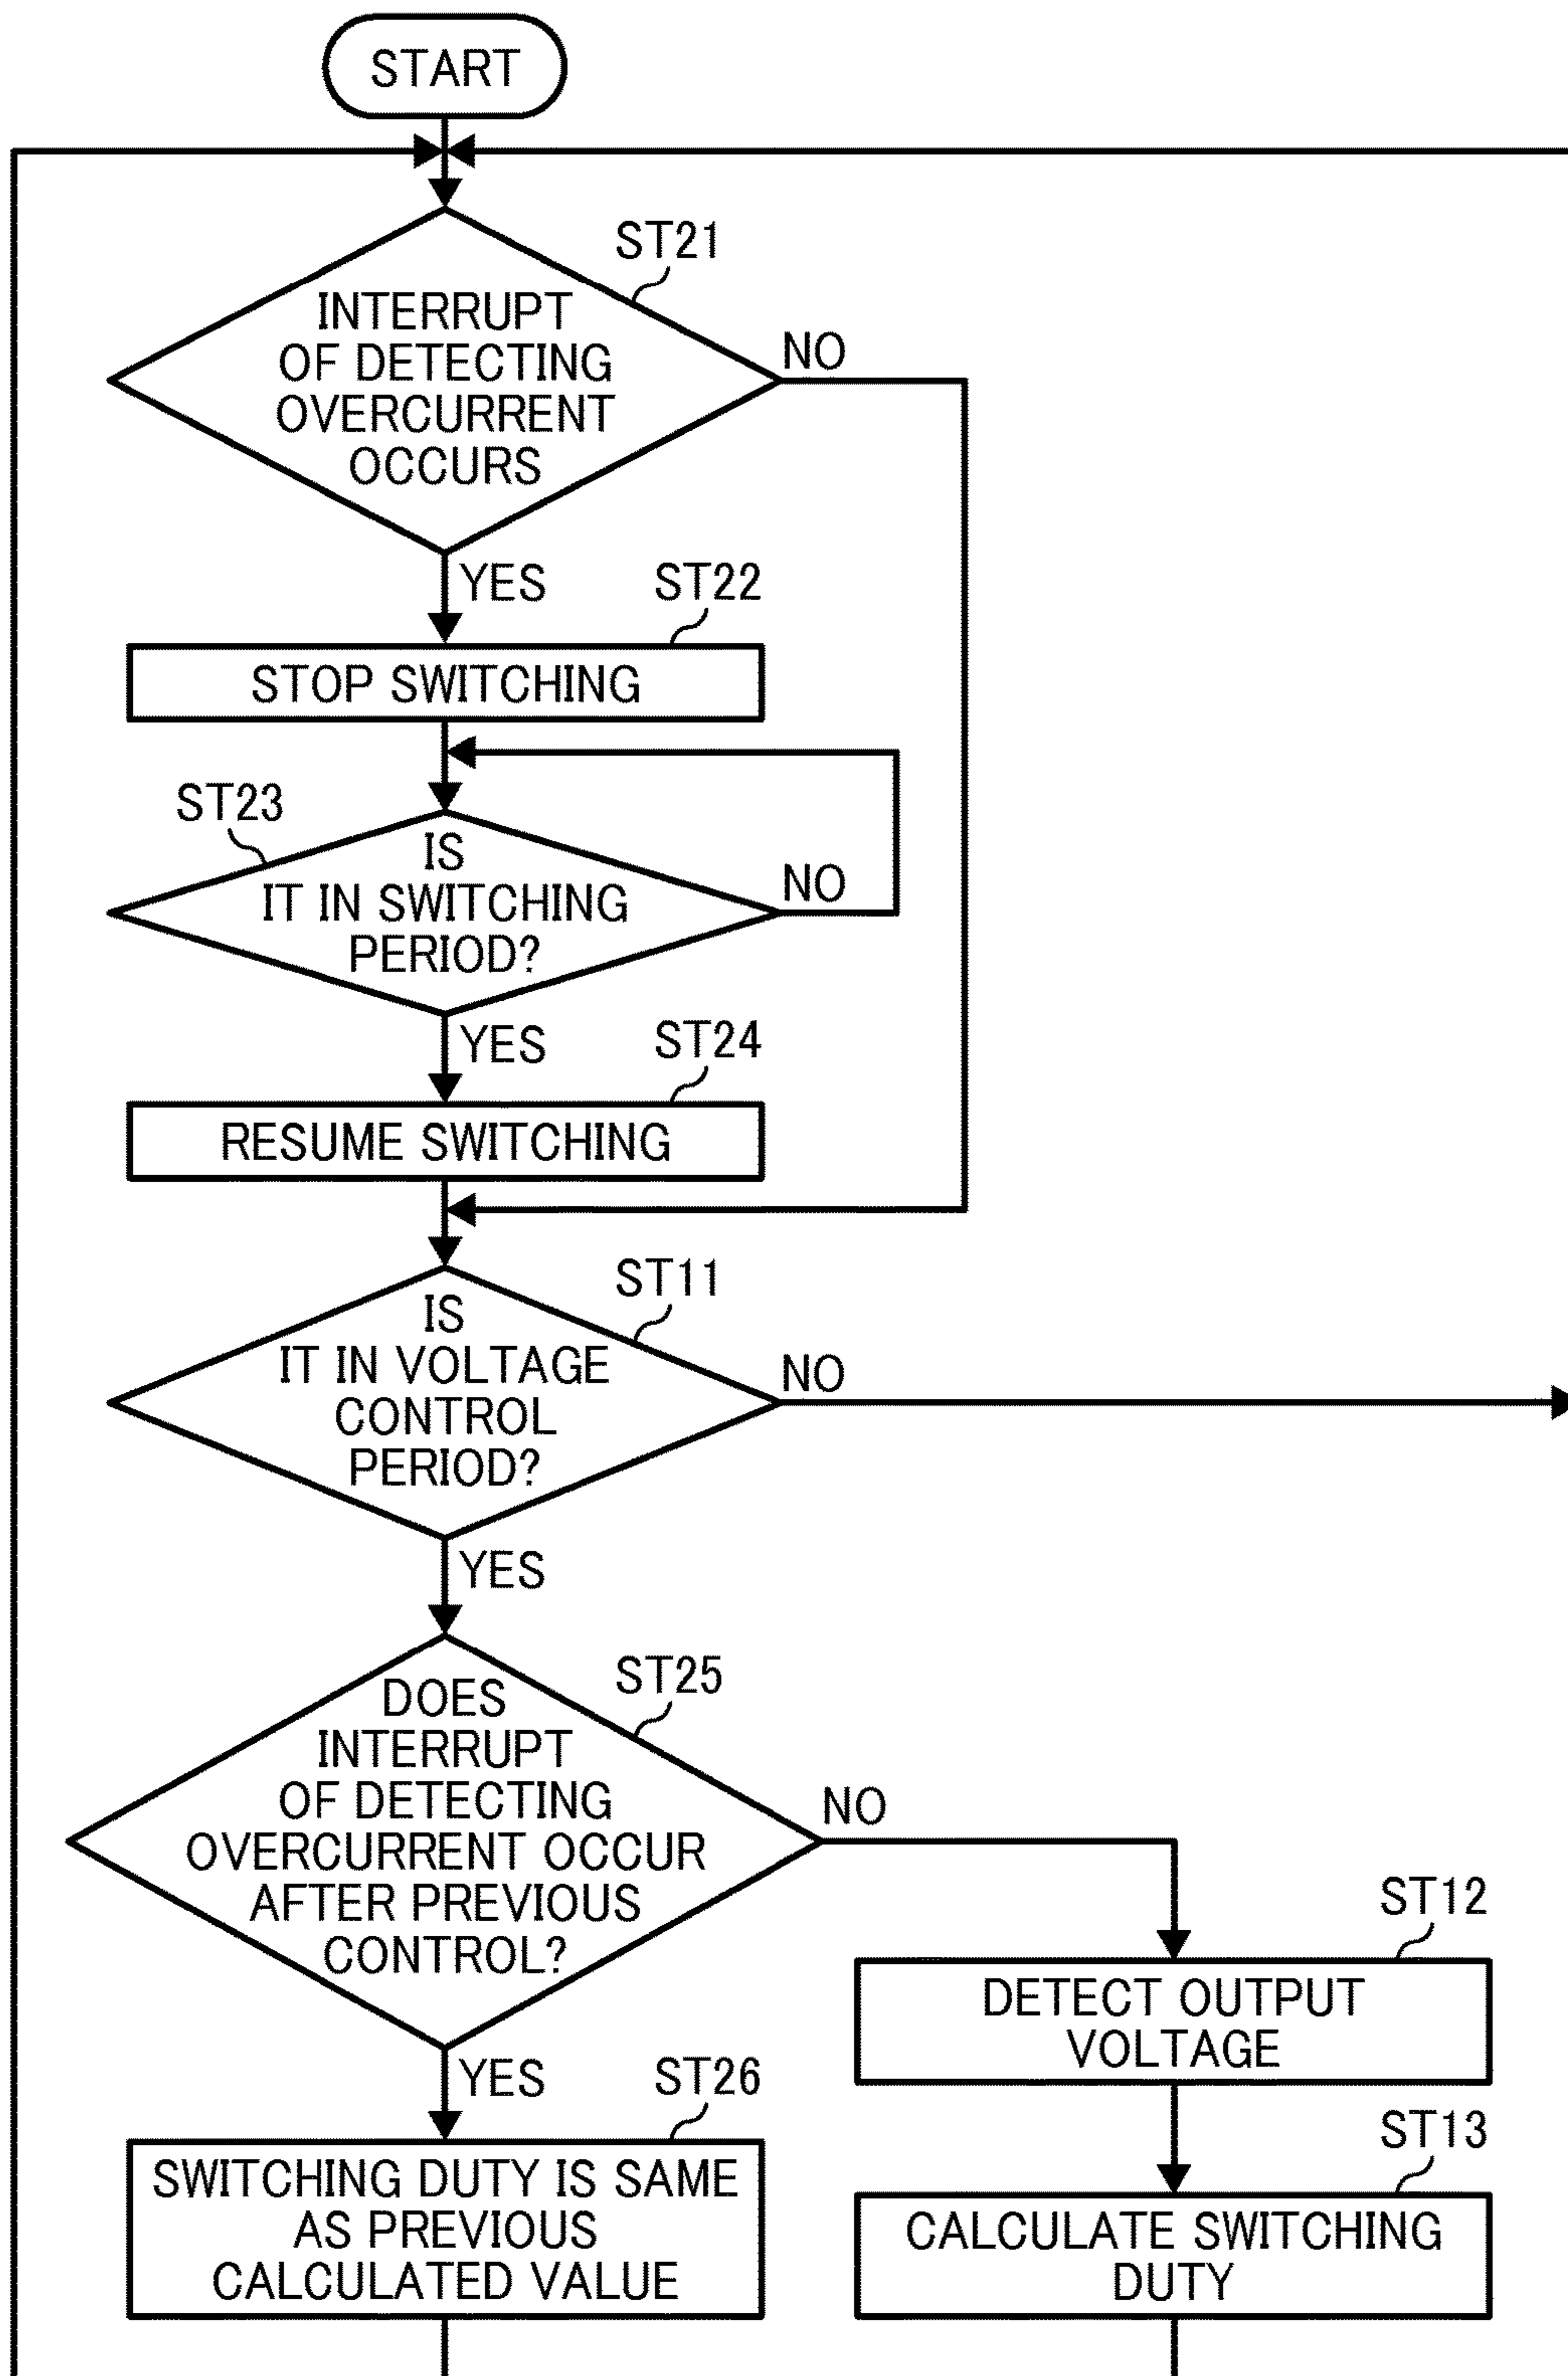 START
ST21
INTERRUPT
OF DETECTING
OVERCURRENT
OCCURS
NO
YES
ST22
STOP SWITCHING
ST23
IS
IT IN SWITCHING
PERIOD?
NO
YES
ST24
RESUME SWITCHING
ST11
IS
IT IN VOLTAGE
CONTROL
PERIOD?
NO
YES
ST25
DOES
INTERRUPT
OF DETECTING
OVERCURRENT OCCUR
AFTER PREVIOUS
CONTROL?
NO
YES
ST12
DETECT OUTPUT
VOLTAGE
ST26
SWITCHING DUTY IS SAME
AS PREVIOUS
CALCULATED VALUE
ST13
CALCULATE SWITCHING
DUTY